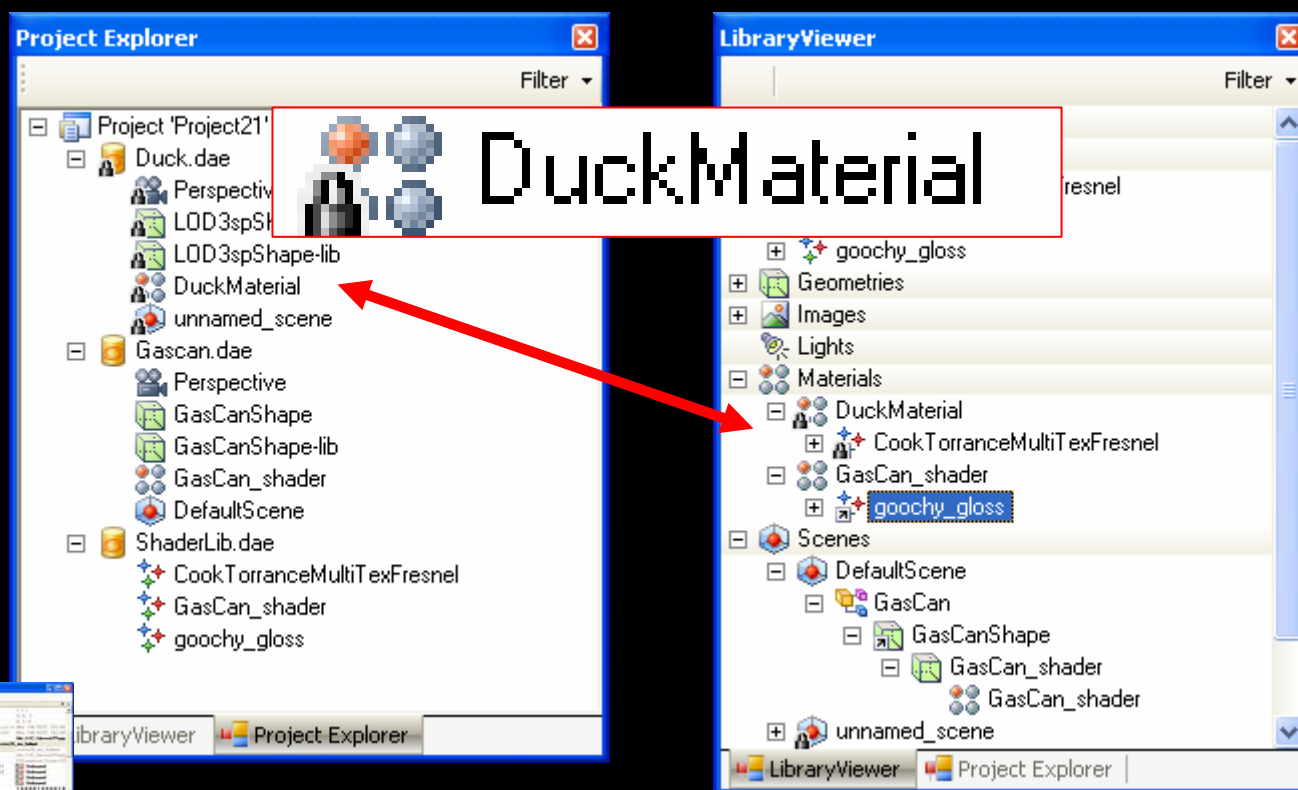 Project Explorer
Filter
Project 'Project21'
Duck.dae
Perspectiv
LOD3spSh
LOD3spShape-lib
DuckMaterial
unnamed_scene
Gascan.dae
Perspective
GasCanShape
GasCanShape-lib
GasCan_shader
DefaultScene
ShaderLib.dae
CookTorranceMultiTexFresnel
GasCan_shader
goochy_gloss
ibraryViewer
Project Explorer
DuckMaterial
LibraryViewer
Filter
resnel
goochy_gloss
Geometries
Images
Lights
Materials
DuckMaterial
CookTorranceMultiTexFresnel
GasCan_shader
goochy_gloss
Scenes
DefaultScene
GasCan
GasCanShape
GasCan_shader
GasCan_shader
unnamed_scene
LibraryViewer
Project Explorer